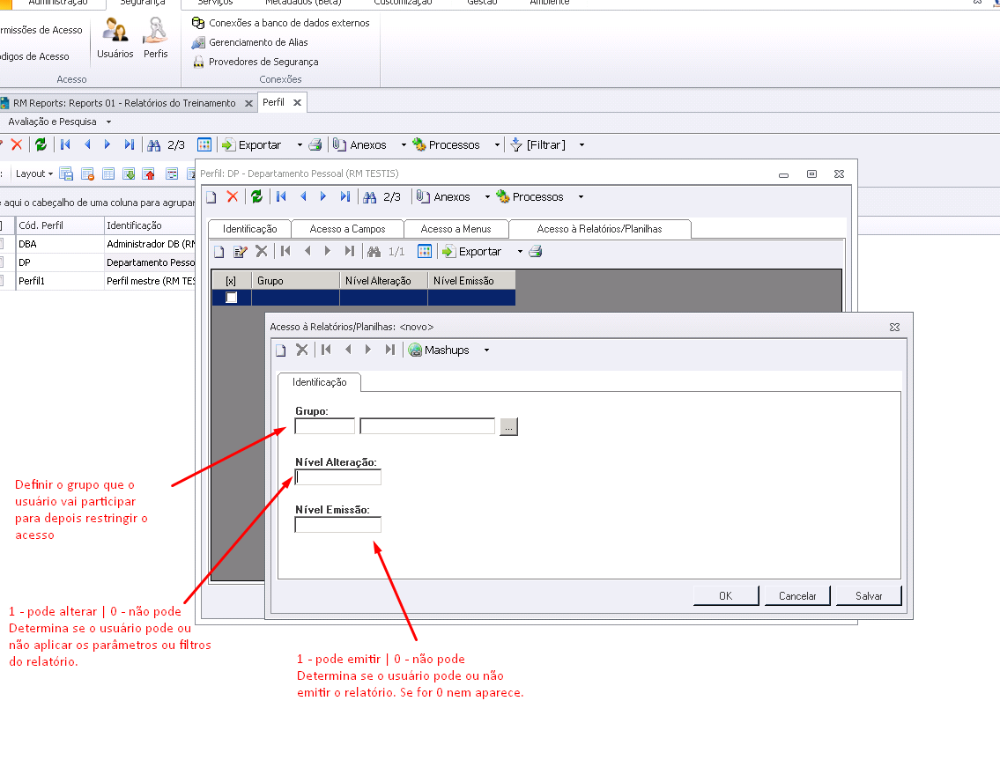 Administração Segurança Serviços Metadados (Beta) Customização Gestão Ambiente
rmissões de Acesso
digos de Acesso
Usuários Perfis
Acesso
Conexões a banco de dados externos
Gerenciamento de Alias
Provedores de Segurança
Conexões
RM Reports: Reports 01 - Relatórios do Treinamento Perfil
Avaliação e Pesquisa
2/3 Exportar Anexos Processos [Filtrar]
: Layout
e aqui o cabeçalho de uma coluna para agrupar
Cód. Perfil Identificação
DBA Administrador DB (RM
DP Departamento Pessoa
Perfil1 Perfil mestre (RM TES
Perfil: DP - Departamento Pessoal (RM TESTIS)
2/3 Anexos Processos
Identificação Acesso a Campos Acesso a Menus Acesso à Relatórios/Planilhas
1/1 Exportar
[x] Grupo Nível Alteração Nível Emissão
Acesso à Relatórios/Planilhas: <novo>
Mashups
Identificação
Grupo:
...
Nível Alteração:
Nível Emissão:
OK Cancelar Salvar
Definir o grupo que o
usuário vai participar
para depois restringir o
acesso
1 - pode alterar | 0 - não pode
Determina se o usuário pode ou
não aplicar os parâmetros ou filtros
do relatório.
1 - pode emitir | 0 - não pode
Determina se o usuário pode ou não
emitir o relatório. Se for 0 nem aparece.